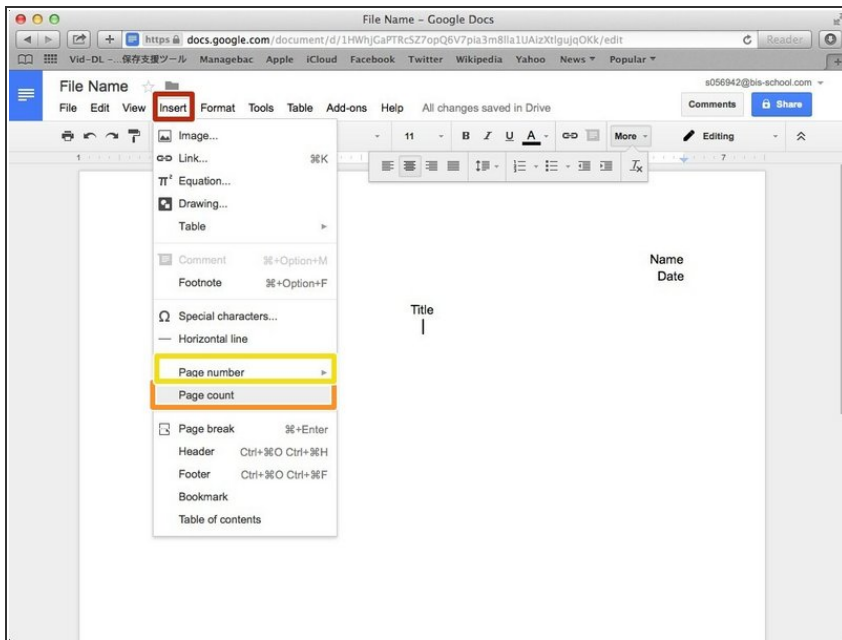 File Name – Google Docs
https docs.google.com/document/d/1HWhjGaPTRcSZ7opQ6V7pia3m8lla1UAizXtlgujqOKk/edit
Reader
Vid-DL -...保存支援ツール Managebac Apple iCloud Facebook Twitter Wikipedia Yahoo News Popular
File Name
s056942@bis-school.com
File Edit View Insert Format Tools Table Add-ons Help All changes saved in Drive
Comments Share
11 B I U A More Editing
Image...
1 7
Link... ⌘K
Equation...
Drawing...
Table
Comment ⌘+Option+M
Footnote ⌘+Option+F
Name
Date
Special characters...
Title
Horizontal line
Page number
Page count
Page break ⌘+Enter
Header Ctrl+⌘O Ctrl+⌘H
Footer Ctrl+⌘O Ctrl+⌘F
Bookmark
Table of contents